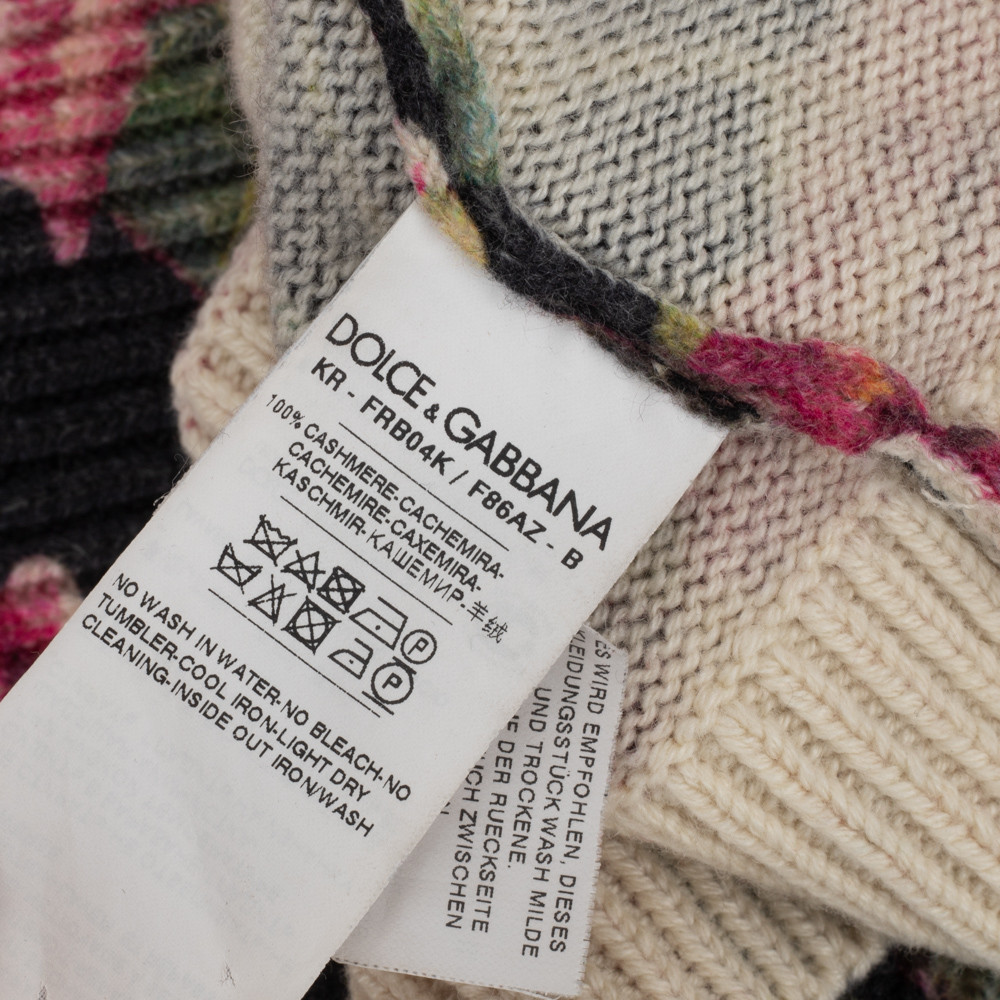 DOLCE & GABBANA
KR - FRB04K / F86AZ - B
100% CASHMERE-CACHEMIRA-
CACHEMIRE-CAXEMIRA-
KASCHMIR-КАШЕМИР-羊绒
P
P
NO WASH IN WATER-NO BLEACH-NO
TUMBLER-COOL IRON-LIGHT DRY
CLEANING-INSIDE OUT IRON/WASH
ES WIRD EMPFOHLEN, DIESES
KLEIDUNGSSTÜCK WASH MILDE
UND TROCKENE.
DER RUECKSEITE
ZWISCHEN